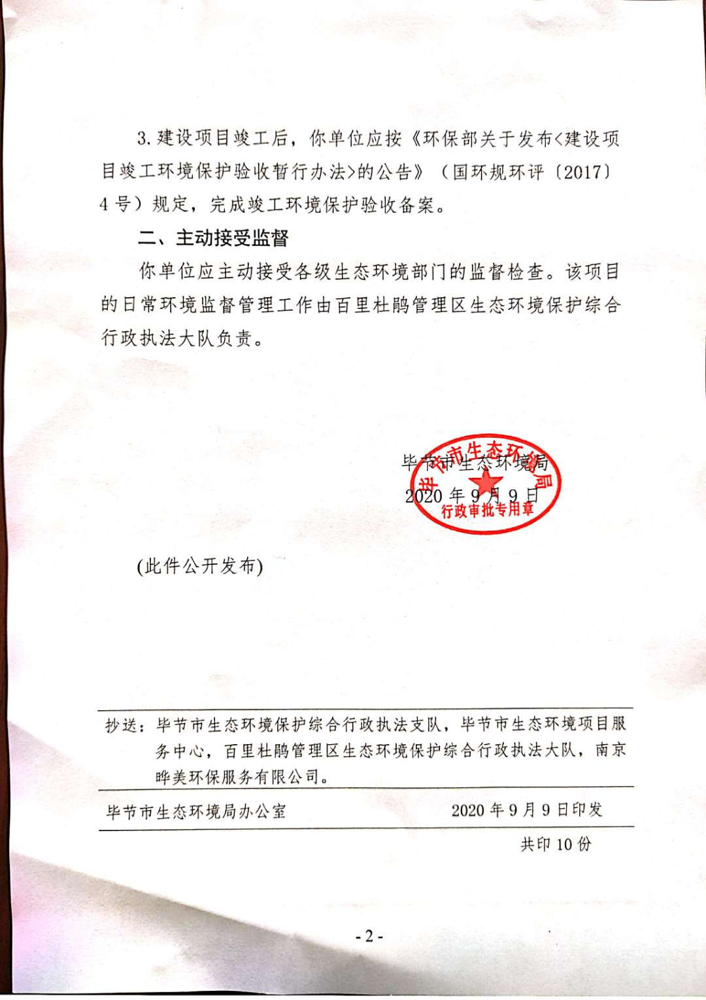 3.建设项目竣工后，你单位应按《环保部关于发布<建设项
目竣工环境保护验收暂行办法>的公告》（国环规环评〔2017〕
4号）规定，完成竣工环境保护验收备案。
二、主动接受监督
你单位应主动接受各级生态环境部门的监督检查。该项目
的日常环境监督管理工作由百里杜鹃管理区生态环境保护综合
行政执法大队负责。
毕节市生态环境局
毕节市生态环境局
2020年9月9日
行政审批专用章
(此件公开发布)
抄送：毕节市生态环境保护综合行政执法支队，毕节市生态环境项目服
务中心，百里杜鹃管理区生态环境保护综合行政执法大队，南京
晔美环保服务有限公司。
毕节市生态环境局办公室 2020年9月9日印发
共印10份
-2-